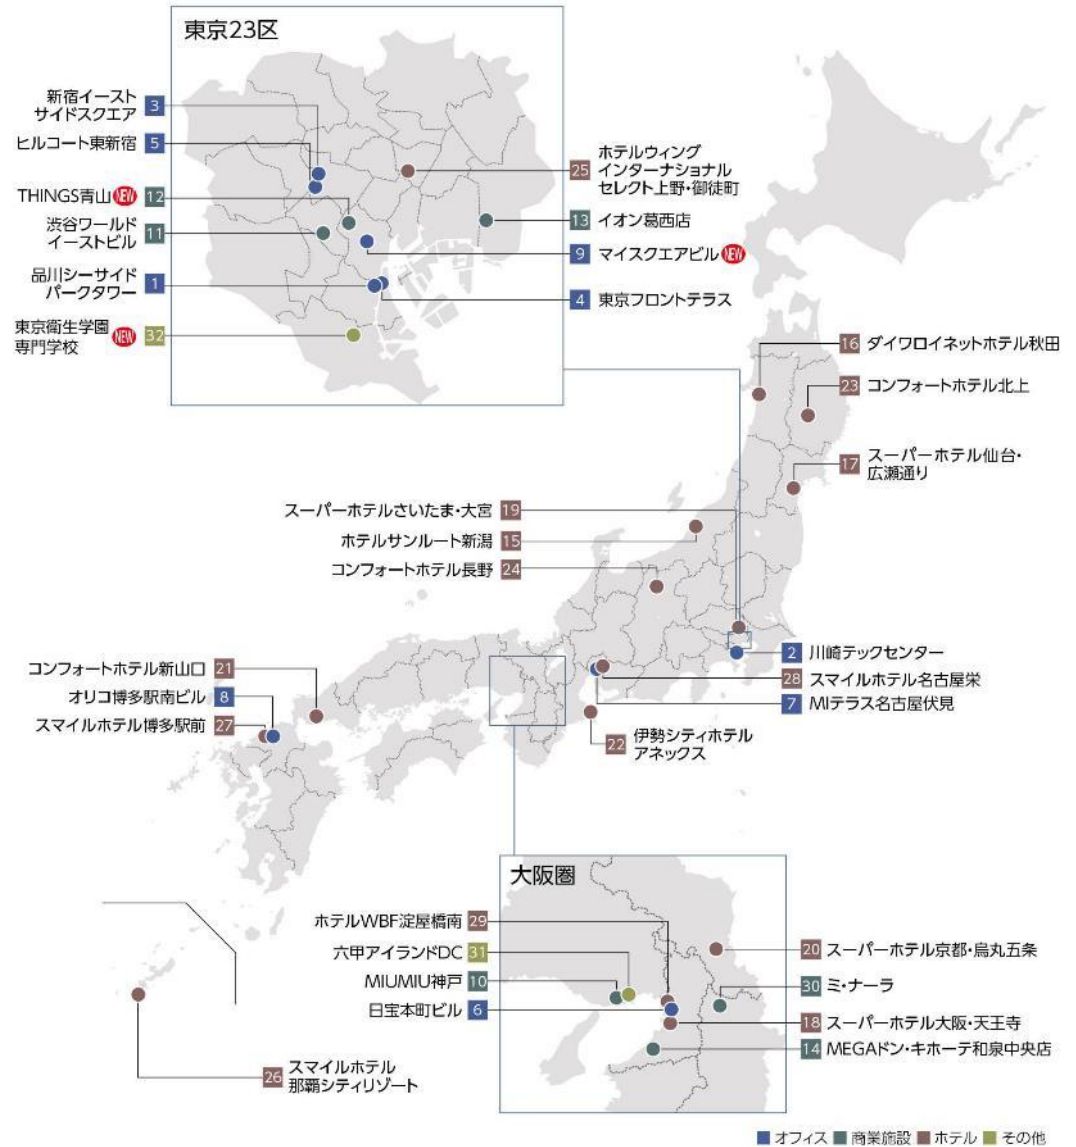 東京23区
新宿イースト
サイドスクエア
3
ヒルコート東新宿
5
THINGS青山
NEW
12
渋谷ワールド
イーストビル
11
品川シーサイド
パークタワー
1
東京衛生学園
専門学校
NEW
32
25
ホテルウィング
インターナショナル
セレクト上野・御徒町
13
イオン葛西店
9
マイスクエアビル
NEW
4
東京フロントテラス
16
ダイワロイネットホテル秋田
23
コンフォートホテル北上
17
スーパーホテル仙台・
広瀬通り
スーパーホテルさいたま・大宮
19
ホテルサンルート新潟
15
コンフォートホテル長野
24
2
川崎テックセンター
28
スマイルホテル名古屋栄
7
MIテラス名古屋伏見
22
伊勢シティホテル
アネックス
コンフォートホテル新山口
21
オリコ博多駅南ビル
8
スマイルホテル博多駅前
27
26
スマイルホテル
那覇シティリゾート
大阪圏
ホテルWBF淀屋橋南
29
六甲アイランドDC
31
MIUMIU神戸
10
日宝本町ビル
6
20
スーパーホテル京都・烏丸五条
30
ミ・ナーラ
18
スーパーホテル大阪・天王寺
14
MEGAドン・キホーテ和泉中央店
オフィス 商業施設 ホテル その他